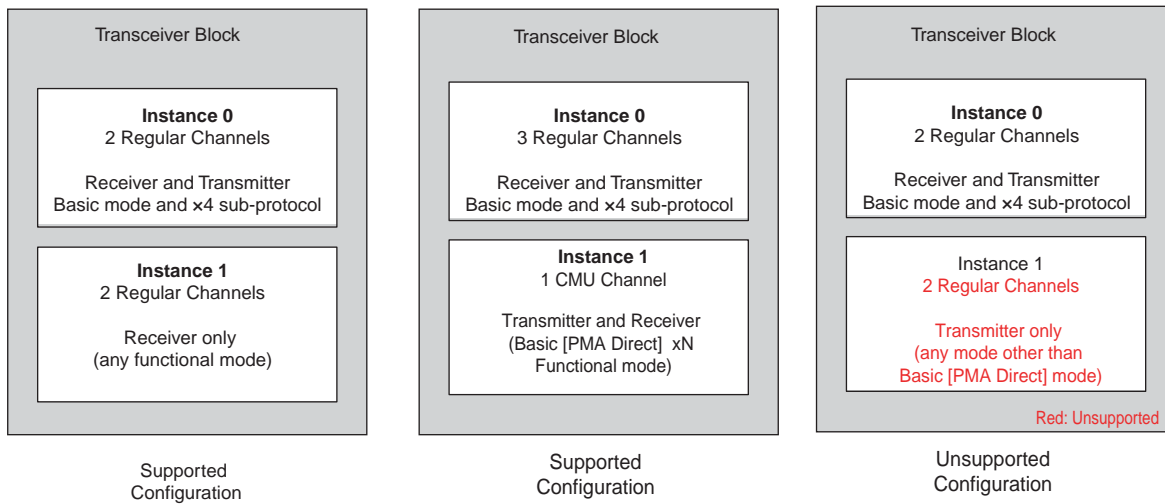 Transceiver Block
Instance 0
2 Regular Channels
Receiver and Transmitter
Basic mode and ×4 sub-protocol
Instance 1
2 Regular Channels
Receiver only
(any functional mode)
Supported
Configuration
Transceiver Block
Instance 0
3 Regular Channels
Receiver and Transmitter
Basic mode and ×4 sub-protocol
Instance 1
1 CMU Channel
Transmitter and Receiver
(Basic [PMA Direct] xN
Functional mode)
Supported
Configuration
Transceiver Block
Instance 0
2 Regular Channels
Receiver and Transmitter
Basic mode and ×4 sub-protocol
Instance 1
2 Regular Channels
Transmitter only
(any mode other than
Basic [PMA Direct] mode)
Red: Unsupported
Unsupported
Configuration